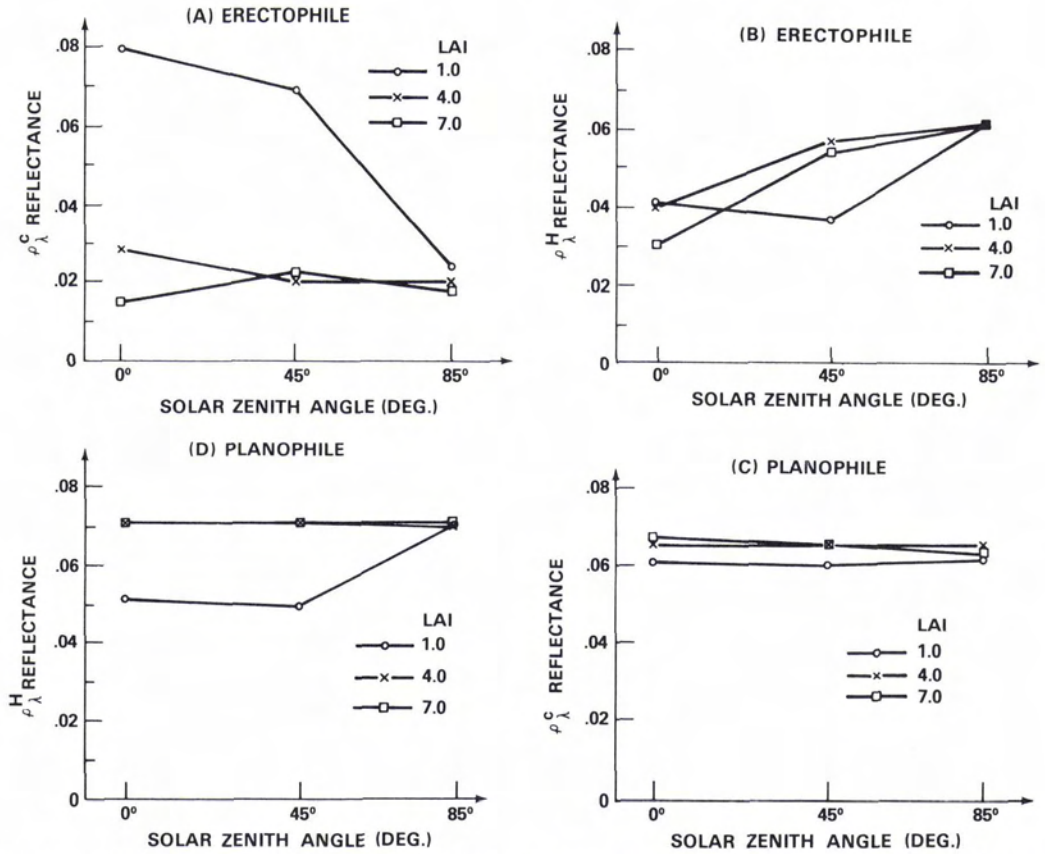 (A) ERECTOPHILE
ρ_λ^c REFLECTANCE
.08
.06
.04
.02
0
LAI
1.0
4.0
7.0
0° 45° 85°
SOLAR ZENITH ANGLE (DEG.)
(B) ERECTOPHILE
ρ_λ^H REFLECTANCE
.08
.06
.04
.02
0
LAI
1.0
4.0
7.0
0° 45° 85°
SOLAR ZENITH ANGLE (DEG.)
(D) PLANOPHILE
ρ_λ^H REFLECTANCE
.08
.06
.04
.02
0
LAI
1.0
4.0
7.0
0° 45° 85°
SOLAR ZENITH ANGLE (DEG.)
(C) PLANOPHILE
ρ_λ^c REFLECTANCE
.08
.06
.04
.02
0
LAI
1.0
4.0
7.0
0° 45° 85°
SOLAR ZENITH ANGLE (DEG.)